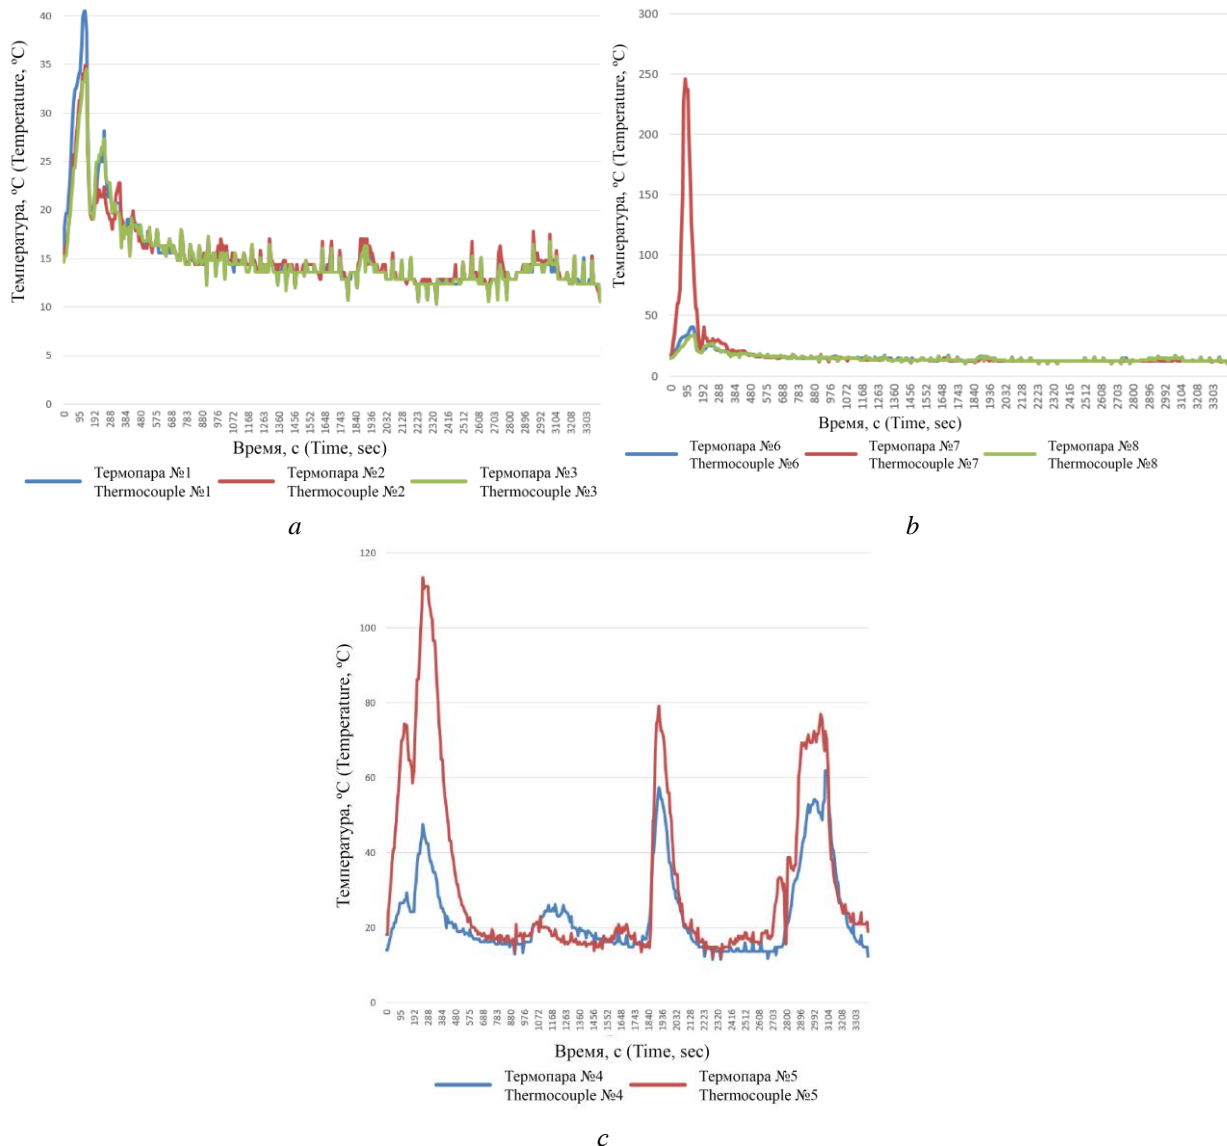 40
35
30
25
20
15
10
5
0
Температура, ºС (Temperature, ºС)
0 95 192 288 384 480 575 688 783 880 976 1072 1168 1263 1360 1456 1552 1648 1743 1840 1936 2032 2128 2223 2320 2416 2512 2608 2703 2800 2896 2992 3104 3208 3303
Время, с (Time, sec)
Термопара №1 Термопара №2 Термопара №3
Thermocouple №1 Thermocouple №2 Thermocouple №3
a
300
250
200
150
100
50
0
Температура, ºС (Temperature, ºС)
0 95 192 288 384 480 575 688 783 880 976 1072 1168 1263 1360 1456 1552 1648 1743 1840 1936 2032 2128 2223 2320 2416 2512 2608 2703 2800 2896 2992 3104 3208 3303
Время, с (Time, sec)
Термопара №6 Термопара №7 Термопара №8
Thermocouple №6 Thermocouple №7 Thermocouple №8
b
120
100
80
60
40
20
0
Температура, ºС (Temperature, ºС)
0 95 192 288 384 480 575 688 783 880 976 1072 1168 1263 1360 1456 1552 1648 1743 1840 1936 2032 2128 2223 2320 2416 2512 2608 2703 2800 2896 2992 3104 3208 3303
Время, с (Time, sec)
Термопара №4 Термопара №5
Thermocouple №4 Thermocouple №5
c